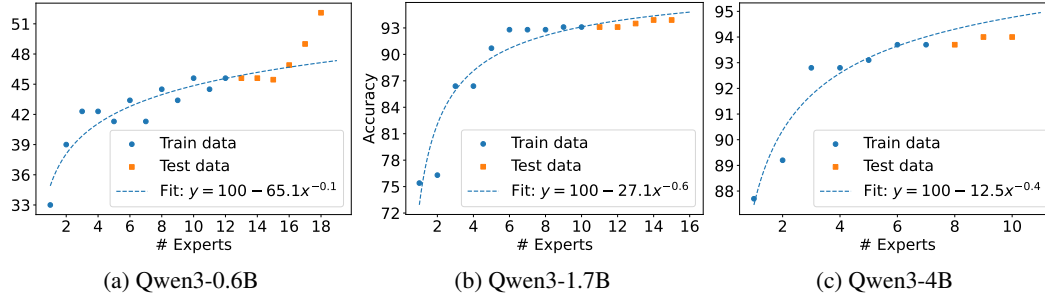 51
48
45
42
39
36
33
2 4 6 8 10 12 14 16 18
# Experts
Train data
Test data
Fit: y = 100 − 65.1x^−0.1
(a) Qwen3-0.6B
Accuracy
93
90
87
84
81
78
75
72
2 4 6 8 10 12 14 16
# Experts
Train data
Test data
Fit: y = 100 − 27.1x^−0.6
(b) Qwen3-1.7B
95
94
93
92
91
90
89
88
2 4 6 8 10
# Experts
Train data
Test data
Fit: y = 100 − 12.5x^−0.4
(c) Qwen3-4B